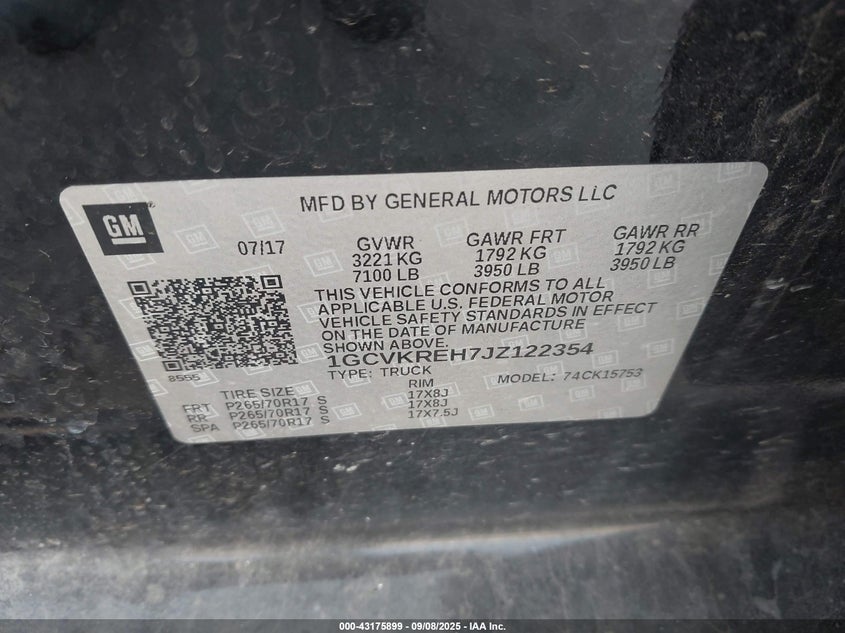 MFD BY GENERAL MOTORS LLC
GM
07/17
GVWR
3221 KG
7100 LB
GAWR FRT
1792 KG
3950 LB
GAWR RR
1792 KG
3950 LB
THIS VEHICLE CONFORMS TO ALL
APPLICABLE U.S. FEDERAL MOTOR
VEHICLE SAFETY STANDARDS IN EFFECT
ON THE DATE OF MANUFACTURE
SHOWN ABOVE.
1GCVKREH7JZ122354
8555
TYPE: TRUCK
MODEL: 74CK15753
TIRE SIZE RIM
FRT P265/70R17 S 17X8J
RR P265/70R17 S 17X8J
SPA P265/70R17 S 17X7.5J
000-43175899 - 09/08/2025 - IAA Inc.